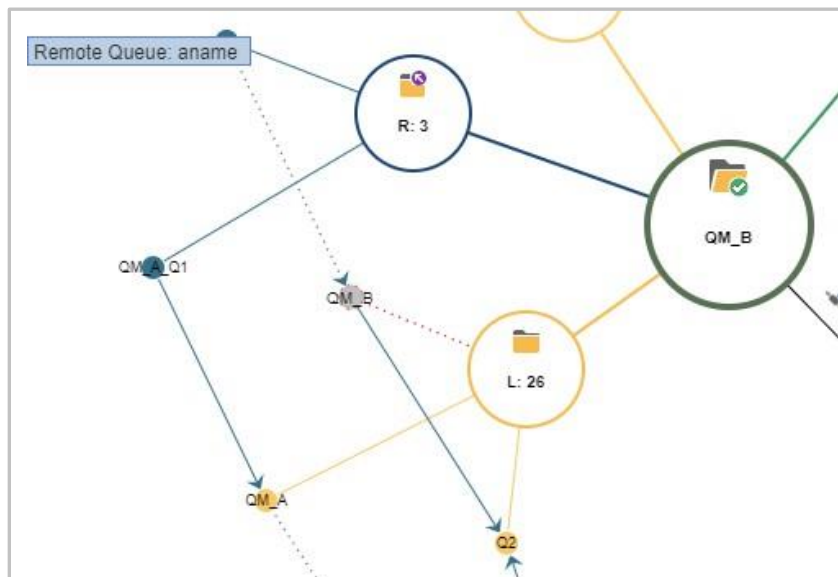 Remote Queue: aname
R: 3
QM_B
QM_A_Q1
QM_B
L: 26
QM_A
Q2